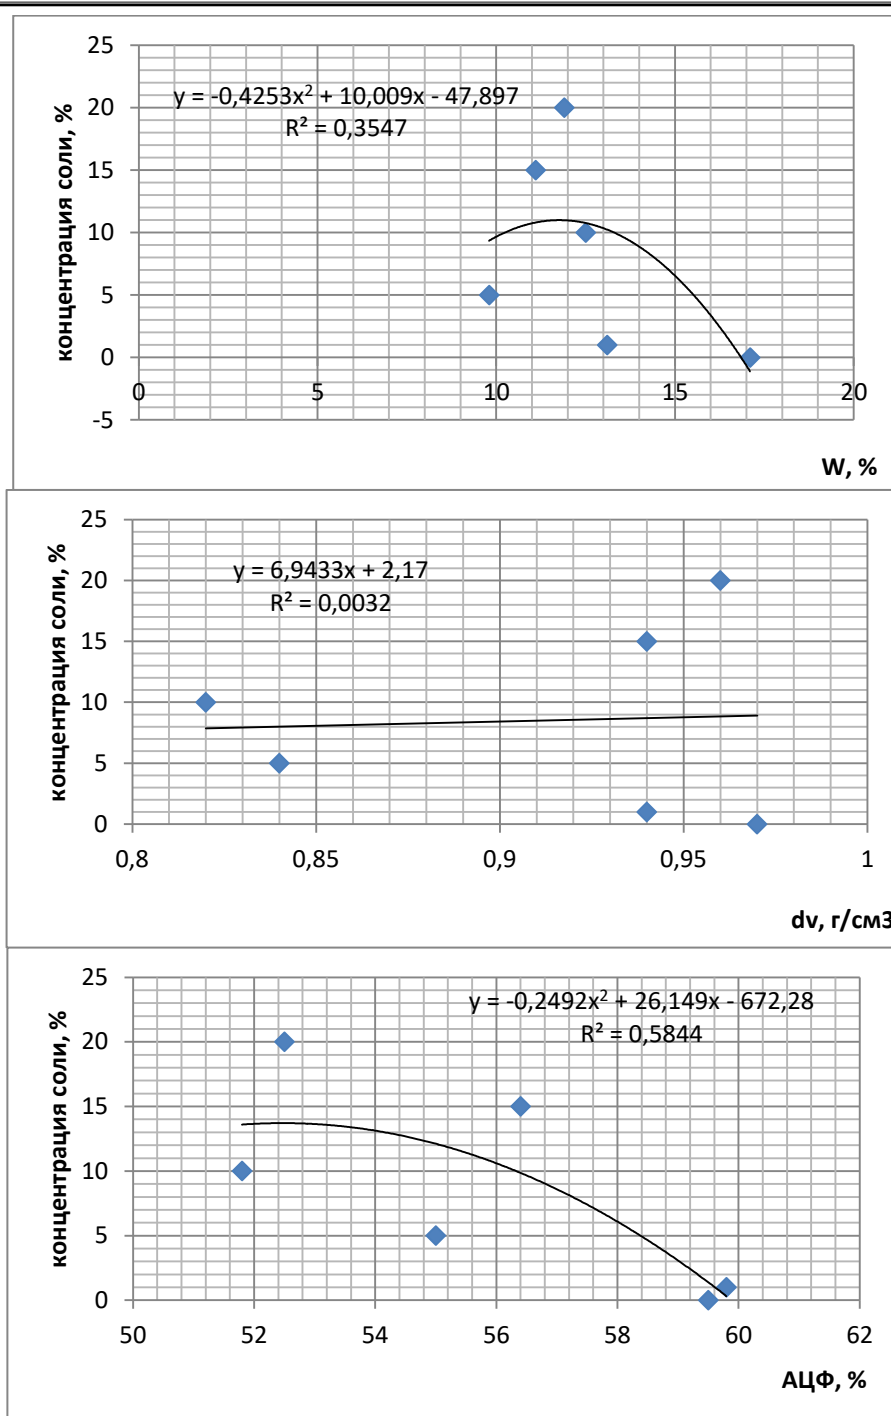 25
20
15
10
5
0
-5
концентрация соли, %
y = -0,4253x² + 10,009x - 47,897
R² = 0,3547
0 5 10 15 20
W, %
25
20
15
10
5
0
концентрация соли, %
y = 6,9433x + 2,17
R² = 0,0032
0,8 0,85 0,9 0,95 1
dv, г/см3
25
20
15
10
5
0
концентрация соли, %
y = -0,2492x² + 26,149x - 672,28
R² = 0,5844
50 52 54 56 58 60 62
АЦФ, %